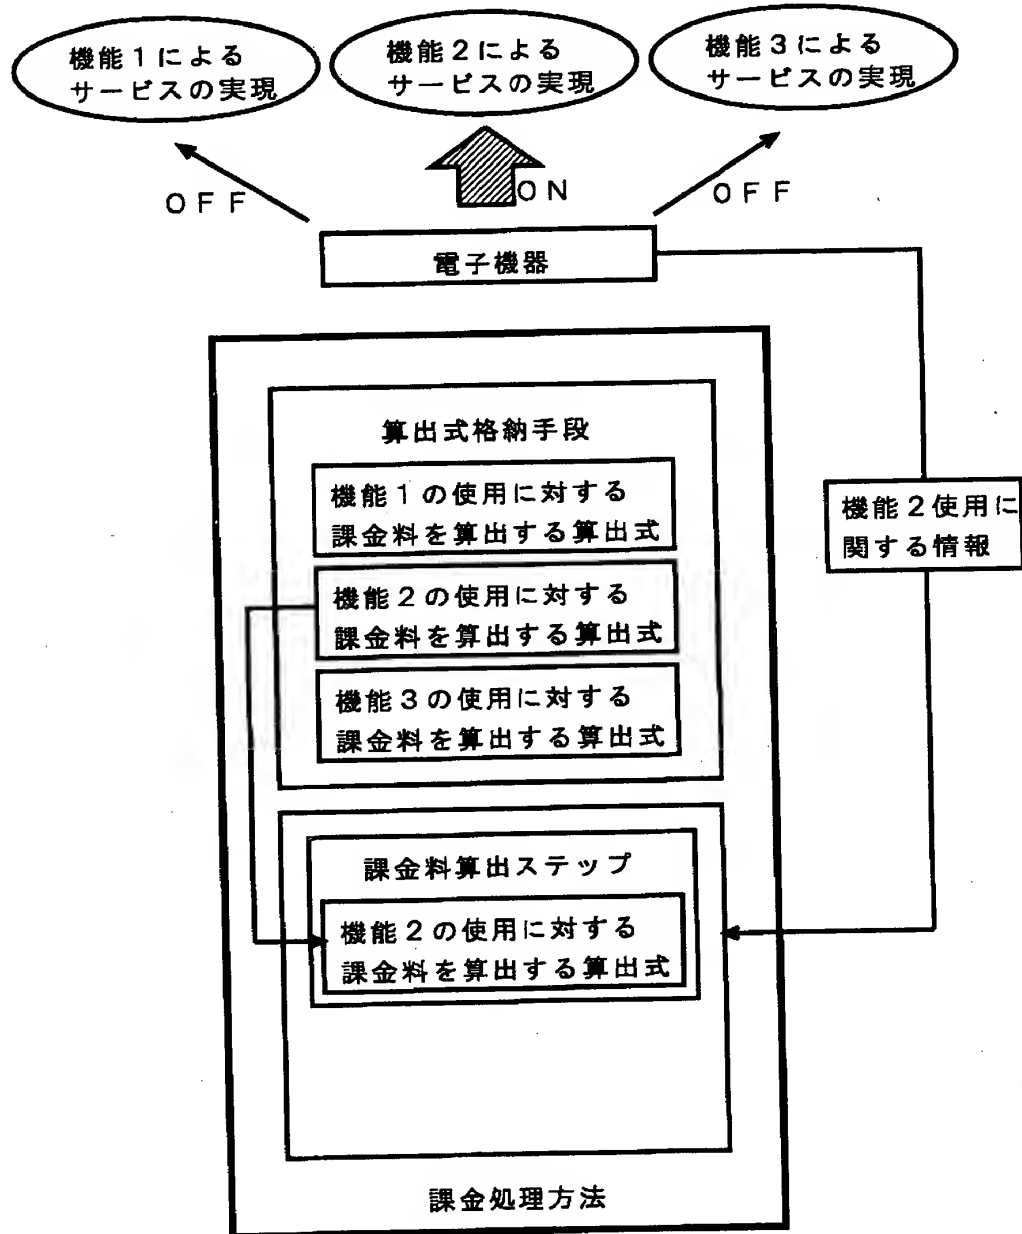 機能１による
サービスの実現
機能２による
サービスの実現
機能３による
サービスの実現
ＯＦＦ
ＯＮ
ＯＦＦ
電子機器
算出式格納手段
機能１の使用に対する
課金料を算出する算出式
機能２の使用に対する
課金料を算出する算出式
機能３の使用に対する
課金料を算出する算出式
機能２使用に
関する情報
課金料算出ステップ
機能２の使用に対する
課金料を算出する算出式
課金処理方法